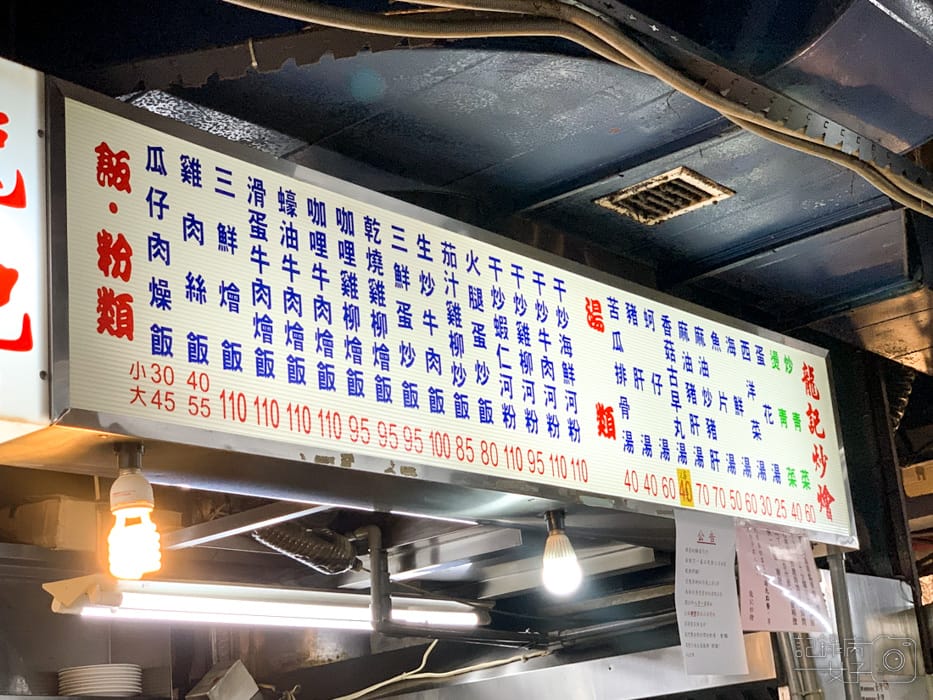 飯・粉類
瓜仔肉燥飯 小30 大45
雞肉絲飯 40 55
三鮮燴飯 110
滑蛋牛肉燴飯 110
蠔油牛肉燴飯 110
咖哩牛肉燴飯 110
咖哩雞柳燴飯 95
乾燒雞柳燴飯 95
三鮮蛋炒飯 95
生炒牛肉飯 100
茄汁雞柳炒飯 85
火腿蛋炒飯 80
干炒蝦仁河粉 110
干炒雞柳河粉 95
干炒牛肉河粉 110
干炒海鮮河粉 110
湯類
苦瓜排骨湯 40
豬肝湯 40
蚵仔湯 60
香菇古早丸湯 40
麻油豬肝湯 70
麻油炒豬肝 70
魚片湯 50
海鮮湯 60
西洋菜湯 30
蛋花湯 25
燙青菜 40
炒青菜 60
龍記炒燴
公告